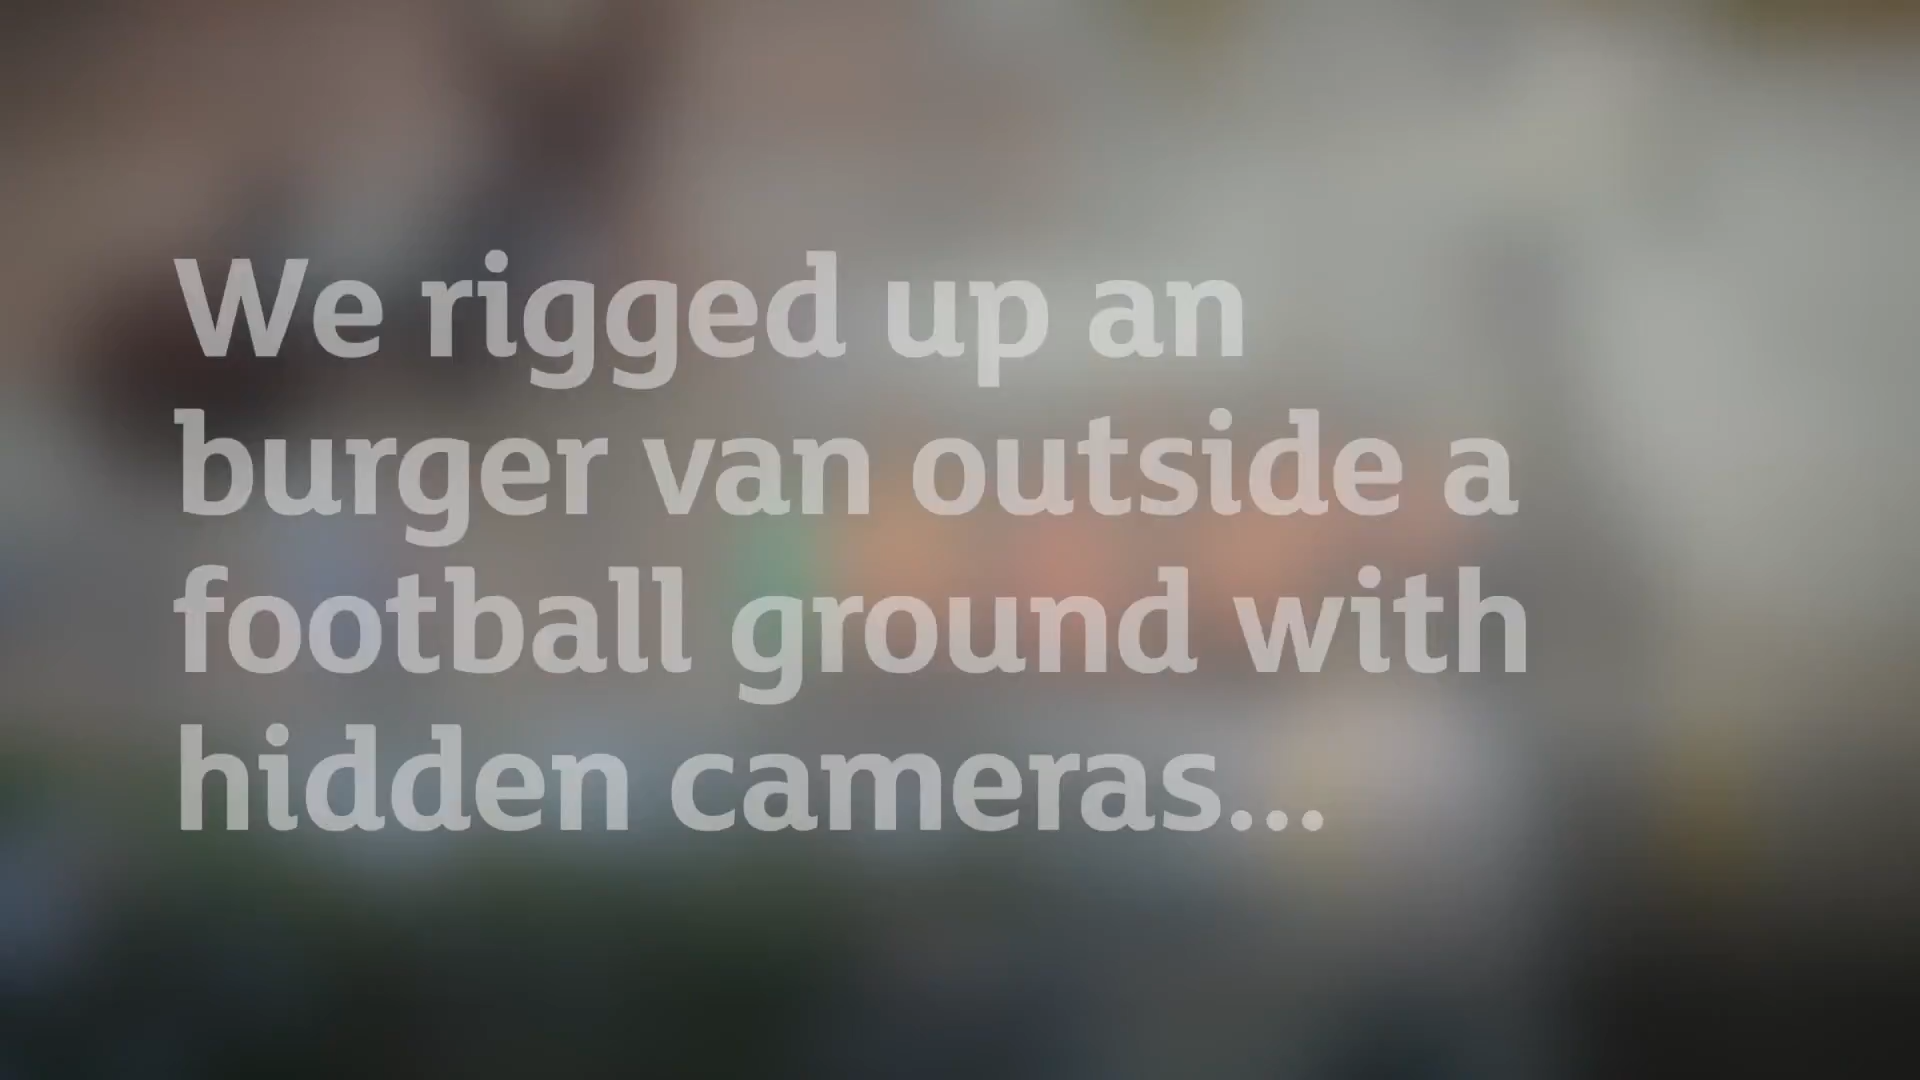 We rigged up an
burger van outside a
football ground with
hidden cameras...